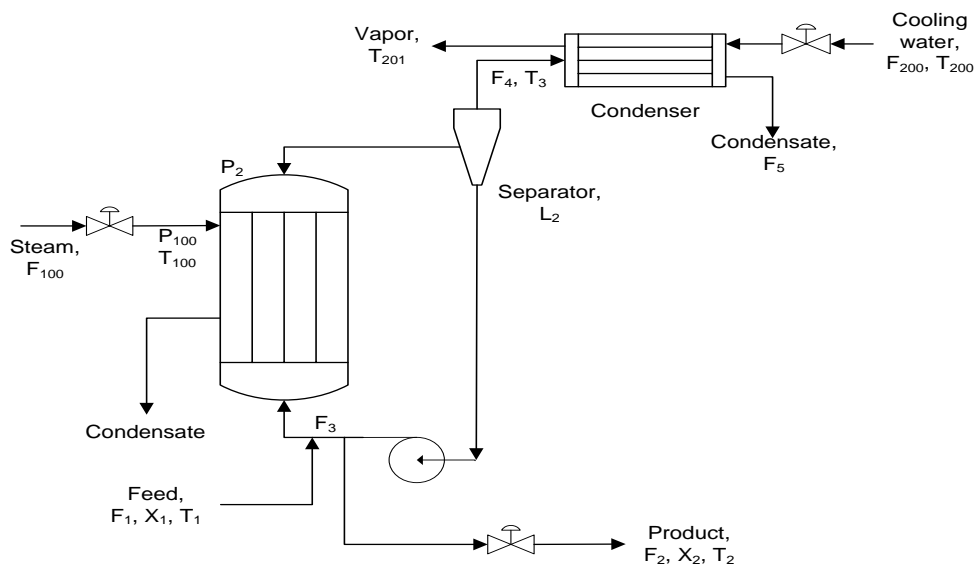 Vapor,
T₂₀₁
Cooling
water,
F₂₀₀, T₂₀₀
F₄, T₃
Condenser
Condensate,
F₅
P₂
Separator,
L₂
Steam,
F₁₀₀
P₁₀₀
T₁₀₀
Condensate
F₃
Feed,
F₁, X₁, T₁
Product,
F₂, X₂, T₂